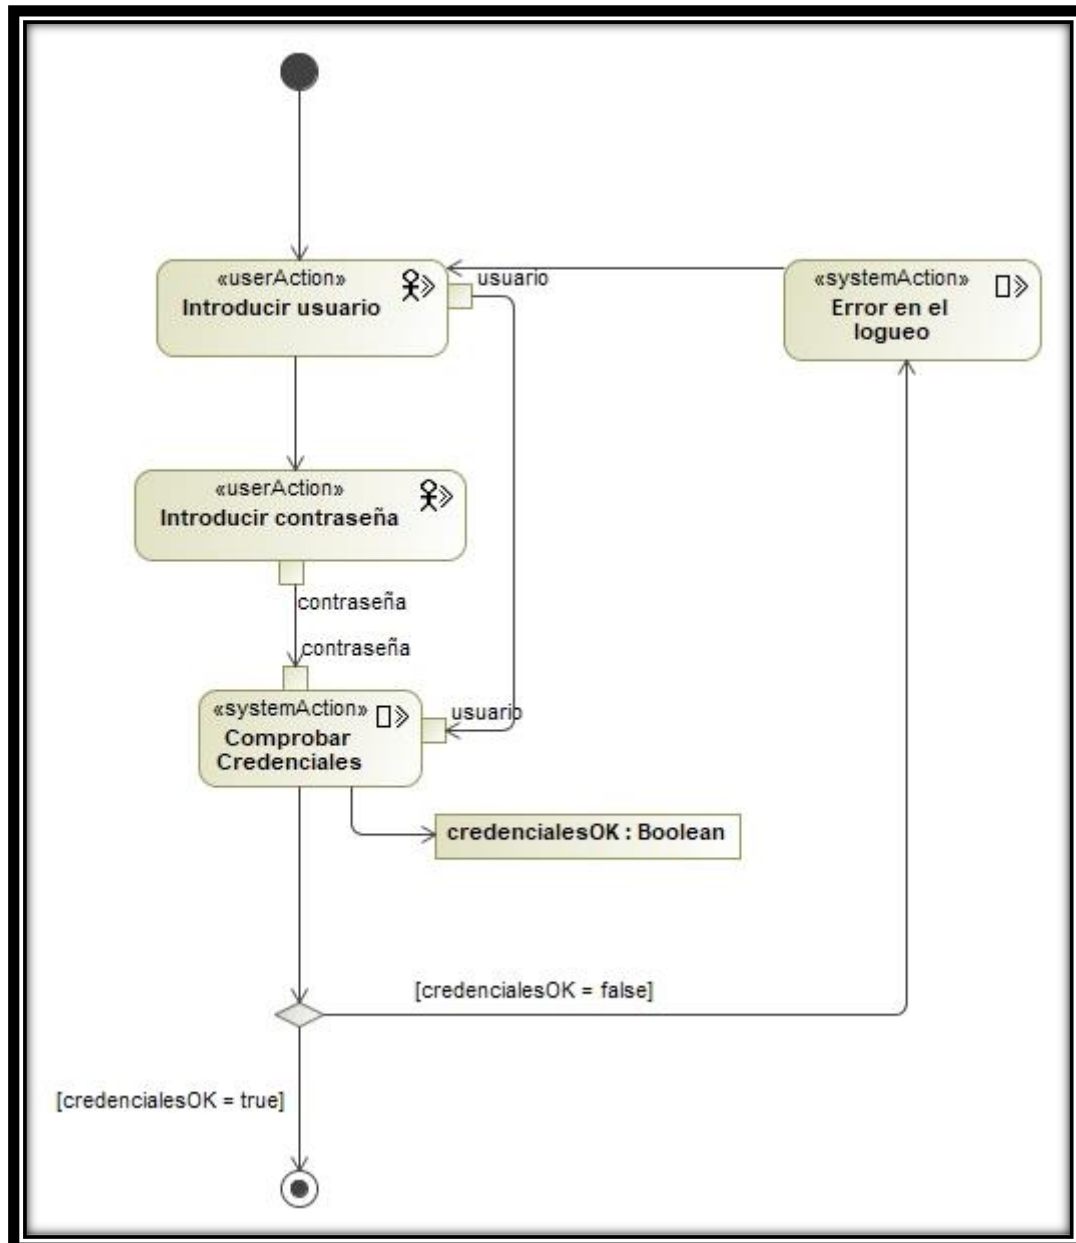 «userAction»
Introducir usuario
usuario
«systemAction»
Error en el
logueo
«userAction»
Introducir contraseña
contraseña
contraseña
«systemAction»
Comprobar
Credenciales
usuario
credencialesOK : Boolean
[credencialesOK = false]
[credencialesOK = true]